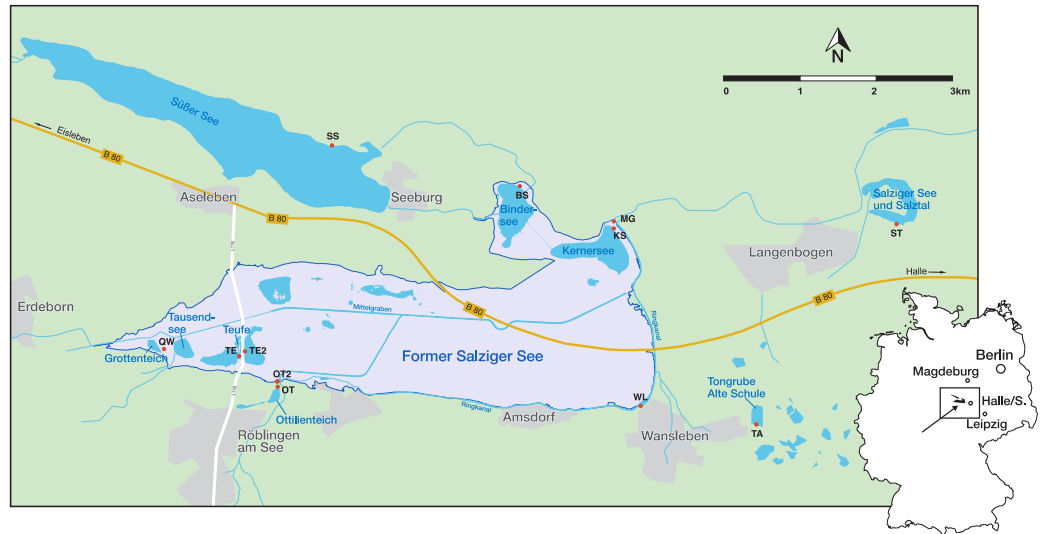 N
0 1 2 3km
Süßer See
SS
Eisleben
B 80
Aseleben
Seeburg
B 80
BS
Binder-
see
MG
KS
Kernersee
Salziger See
und Salztal
ST
Langenbogen
Halle
B 80
Erdeborn
Mittelgraben
B 80
Ringkanal
Tausend-
see
Teufe
QW
Grottenteich
TE
TE2
Former Salziger See
OT2
OT
Ottilienteich
Ringkanal
Amsdorf
WL
Wansleben
Tongrube
Alte Schule
TA
Röblingen
am See
Berlin
Magdeburg
Halle/S.
Leipzig